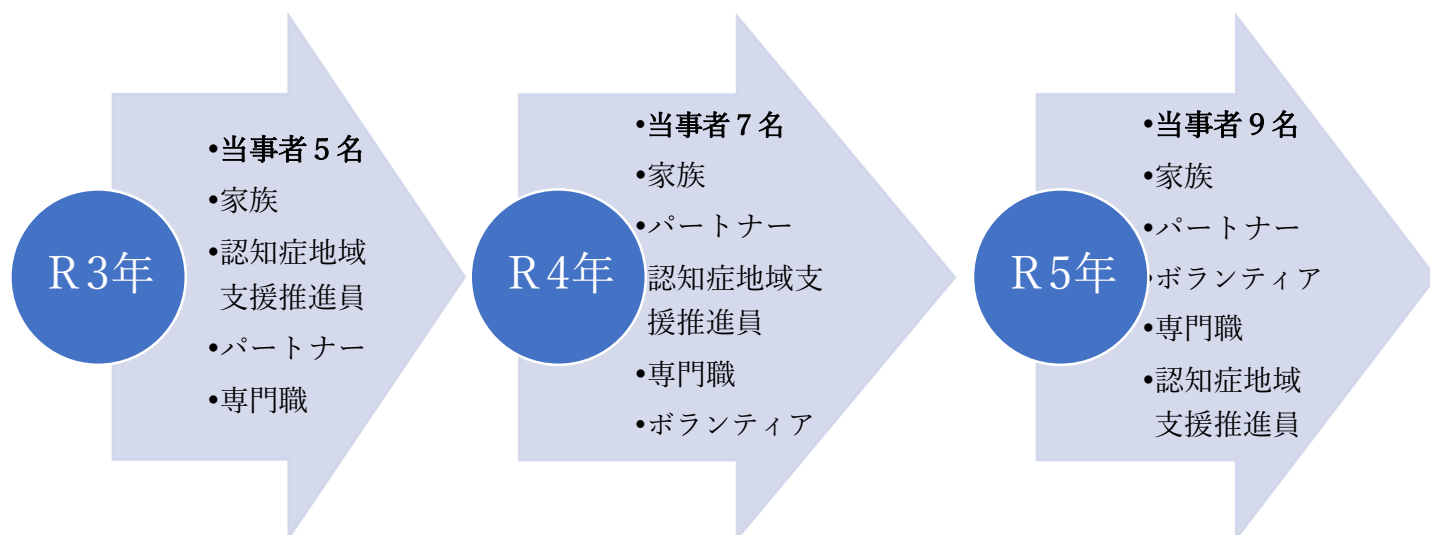 R3年
•当事者5名
•家族
•認知症地域
支援推進員
•パートナー
•専門職
R4年
•当事者7名
•家族
•パートナー
認知症地域支
援推進員
•専門職
•ボランティア
R5年
•当事者9名
•家族
•パートナー
•ボランティア
•専門職
•認知症地域
支援推進員